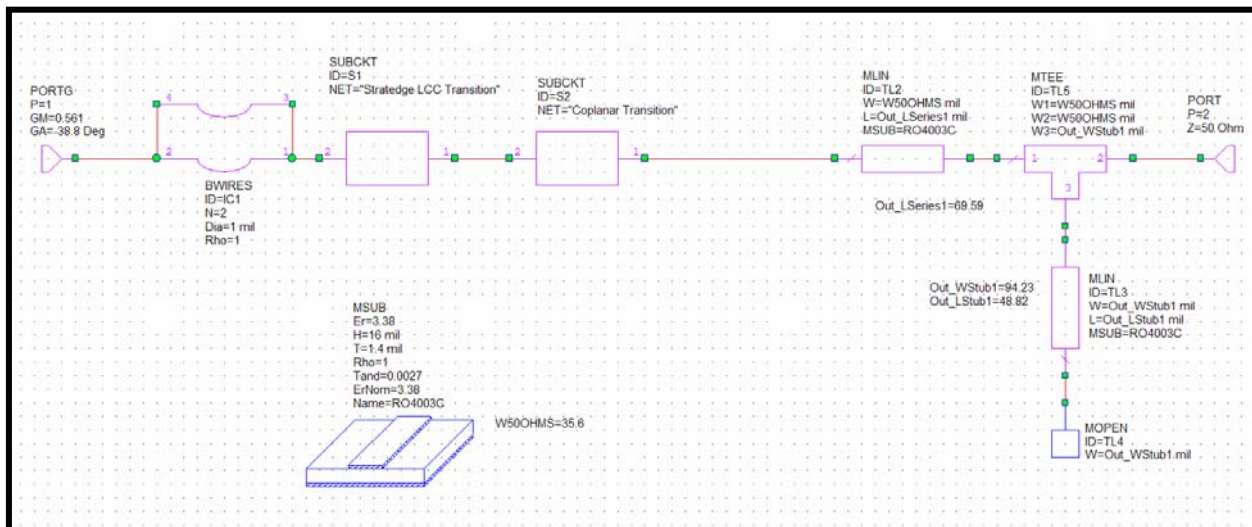 PORTG
P=1
GM=0.561
GA=-38.8 Deg
4
3
2
1
BWIRES
ID=IC1
N=2
Dia=1 mil
Rho=1
SUBCKT
ID=S1
NET="Stratedge LCC Transition"
2
1
SUBCKT
ID=S2
NET="Coplanar Transition"
2
1
MLIN
ID=TL2
W=W50OHMS mil
L=Out_LSeries1 mil
MSUB=RO4003C
Out_LSeries1=69.59
MTEE
ID=TL5
W1=W50OHMS mil
W2=W50OHMS mil
W3=Out_WStub1 mil
1
2
3
PORT
P=2
Z=50 Ohm
Out_WStub1=94.23
Out_LStub1=48.82
MLIN
ID=TL3
W=Out_WStub1 mil
L=Out_LStub1 mil
MSUB=RO4003C
MOPEN
ID=TL4
W=Out_WStub1 mil
MSUB
Er=3.38
H=16 mil
T=1.4 mil
Rho=1
Tand=0.0027
ErNom=3.38
Name=RO4003C
W50OHMS=35.6